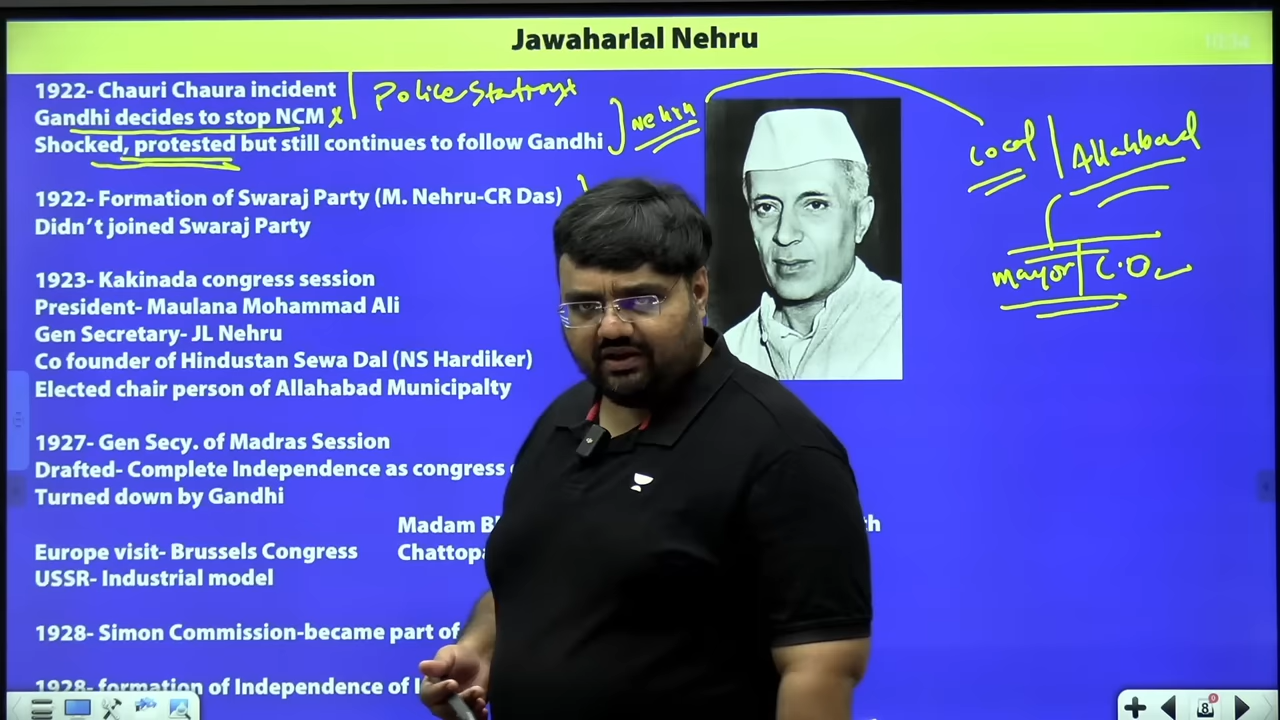 Jawaharlal Nehru
10:34
1922- Chauri Chaura incident
Gandhi decides to stop NCM
Shocked, protested but still continues to follow Gandhi
Police
Nehru
Local | Allahbad
mayor | C.O
1922- Formation of Swaraj Party (M. Nehru-CR Das)
Didn't joined Swaraj Party
1923- Kakinada congress session
President- Maulana Mohammad Ali
Gen Secretary- JL Nehru
Co founder of Hindustan Sewa Dal (NS Hardiker)
Elected chair person of Allahabad Municipalty
1927- Gen Secy. of Madras Session
Drafted- Complete Independence as congress
Turned down by Gandhi
Madam
Chattop
Europe visit- Brussels Congress
USSR- Industrial model
1928- Simon Commission-became part of
1928- formation of Independence of
8